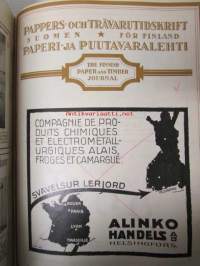 PAPPERS- OCH TRÄVARUTIDSKRIFT
SUOMEN ★ FÖR FINLAND
PAPERI- JA PUUTAVARALEHTI
THE FINNISH
PAPER AND TIMBER
JOURNAL
COMPAGNIE DE PRO-
DUITS CHIMIQUES
ET ELECTROMETALL-
URGIQUES ALAIS,
FROGES ET CAMARGUE
SVAVELSUR LERJORD
PARIS
LYON
MARSEILLE
ALINKO
HANDELS A/B
HELSINGFORS.